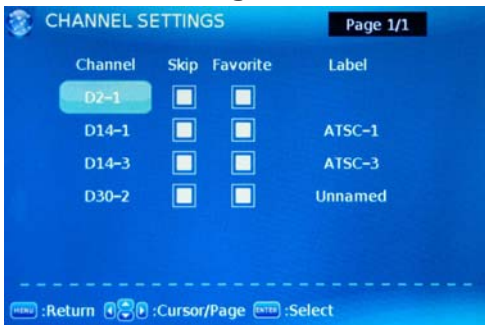 CHANNEL SETTINGS Page 1/1
Channel Skip Favorite Label
D2-1
D14-1 ATSC-1
D14-3 ATSC-3
D30-2 Unnamed
MENU :Return :Cursor/Page ENTER :Select